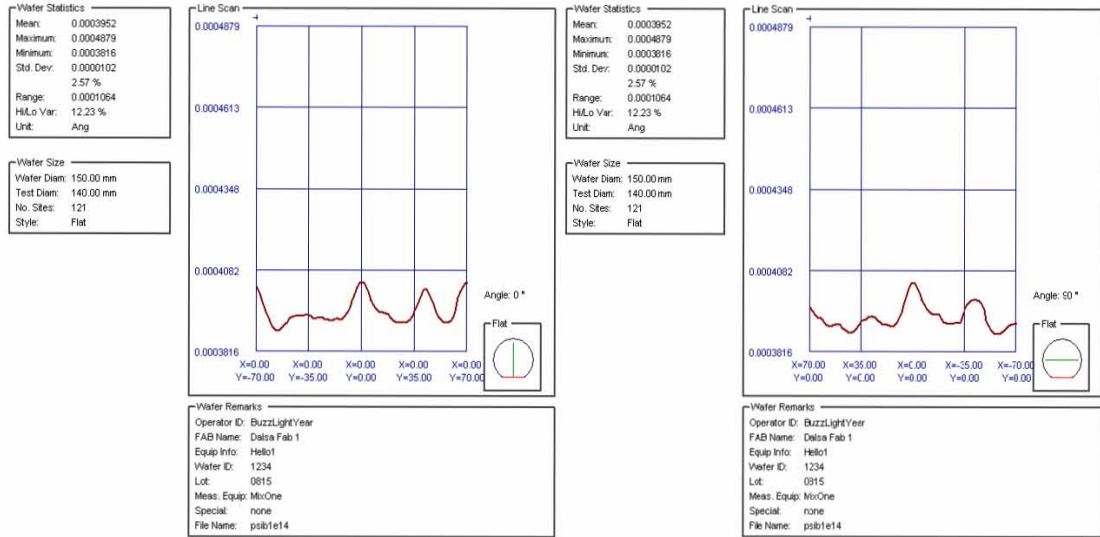 Wafer Statistics
Mean: 0.0003952
Maximum: 0.0004879
Minimum: 0.0003816
Std. Dev: 0.0000102
2.57 %
Range: 0.0001064
Hi/Lo Var: 12.23 %
Unit: Ang
Wafer Size
Wafer Diam: 150.00 mm
Test Diam: 140.00 mm
No. Sites: 121
Style: Flat
Line Scan
0.0004879
0.0004613
0.0004348
0.0004082
0.0003816
X=0.00 X=0.00 X=0.00 X=0.00 X=0.00
Y=-70.00 Y=-35.00 Y=0.00 Y=35.00 Y=70.00
Angle: 0 °
Flat
Wafer Remarks
Operator ID: BuzzLightYear
FAB Name: Dalsa Fab 1
Equip Info: Hello1
Wafer ID: 1234
Lot: 0815
Meas. Equip: MixOne
Special: none
File Name: psib1e14
Wafer Statistics
Mean: 0.0003952
Maximum: 0.0004879
Minimum: 0.0003816
Std. Dev: 0.0000102
2.57 %
Range: 0.0001064
Hi/Lo Var: 12.23 %
Unit: Ang
Wafer Size
Wafer Diam: 150.00 mm
Test Diam: 140.00 mm
No. Sites: 121
Style: Flat
Line Scan
0.0004879
0.0004613
0.0004348
0.0004082
0.0003816
X=70.00 X=35.00 X=0.00 X=-35.00 X=-70.00
Y=0.00 Y=0.00 Y=0.00 Y=0.00 Y=0.00
Angle: 90 °
Flat
Wafer Remarks
Operator ID: BuzzLightYear
FAB Name: Dalsa Fab 1
Equip Info: Hello1
Wafer ID: 1234
Lot: 0815
Meas. Equip: MixOne
Special: none
File Name: psib1e14